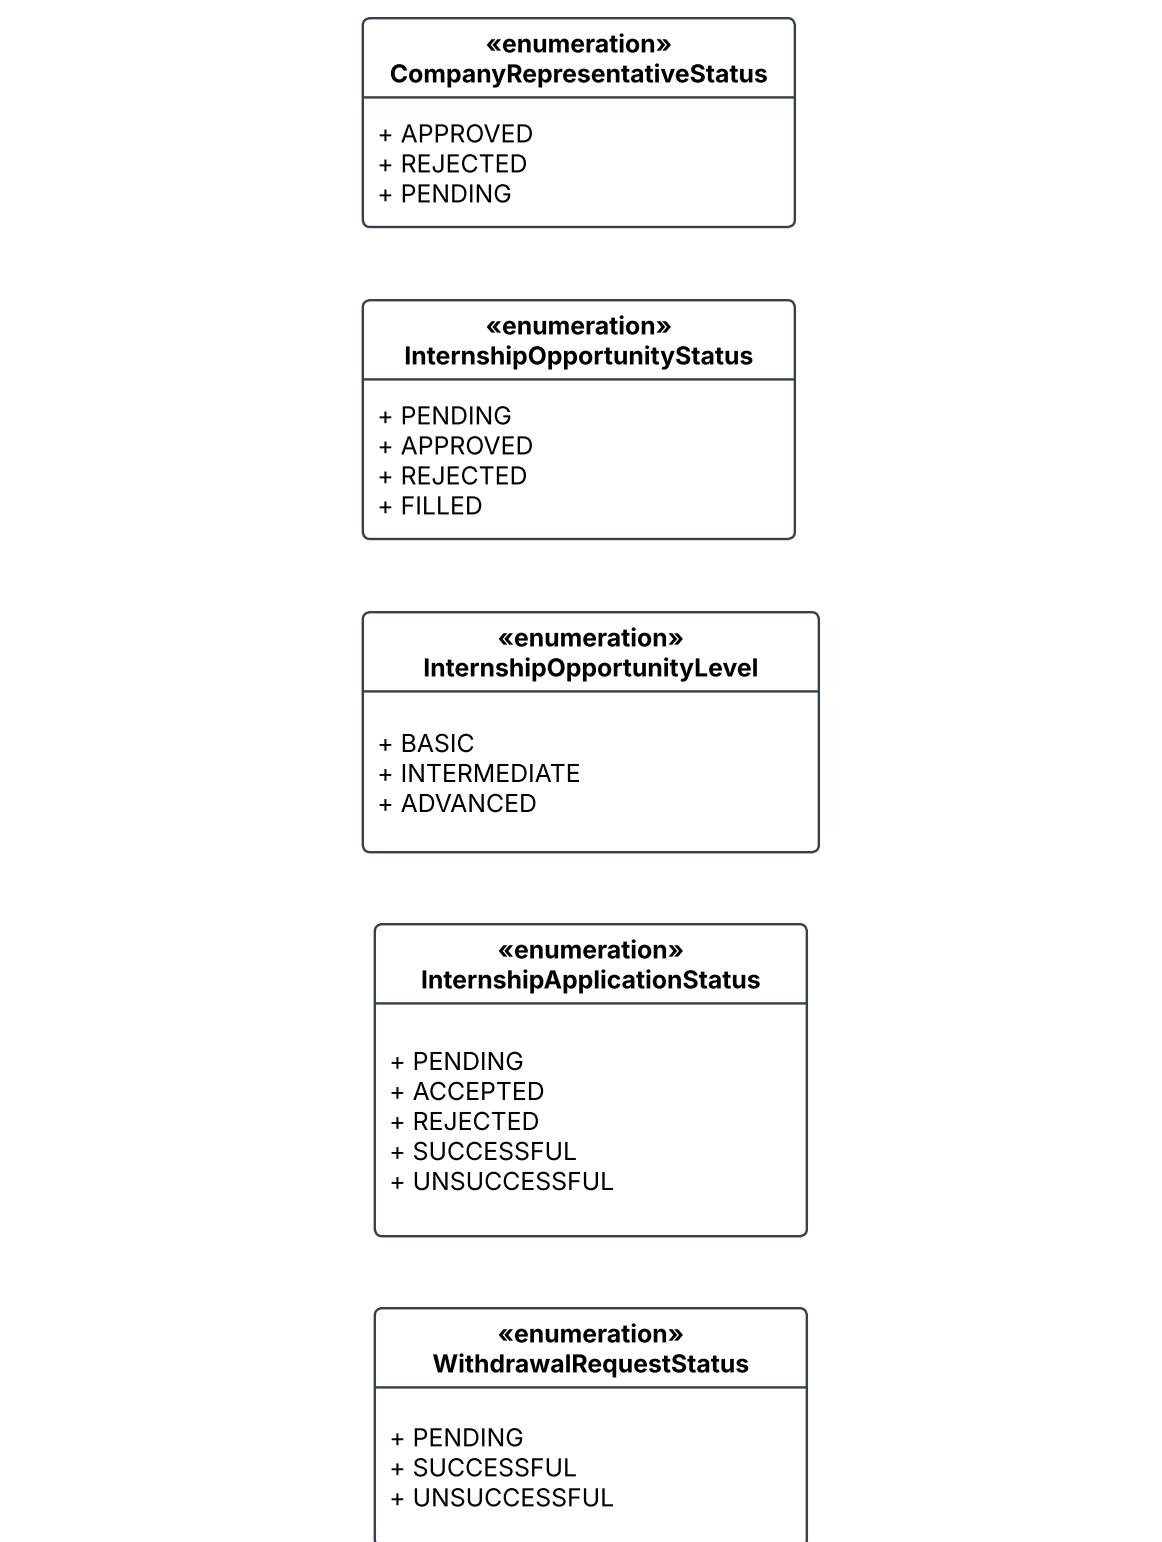 «enumeration»
CompanyRepresentativeStatus
+ APPROVED
+ REJECTED
+ PENDING
«enumeration»
InternshipOpportunityStatus
+ PENDING
+ APPROVED
+ REJECTED
+ FILLED
«enumeration»
InternshipOpportunityLevel
+ BASIC
+ INTERMEDIATE
+ ADVANCED
«enumeration»
InternshipApplicationStatus
+ PENDING
+ ACCEPTED
+ REJECTED
+ SUCCESSFUL
+ UNSUCCESSFUL
«enumeration»
WithdrawalRequestStatus
+ PENDING
+ SUCCESSFUL
+ UNSUCCESSFUL